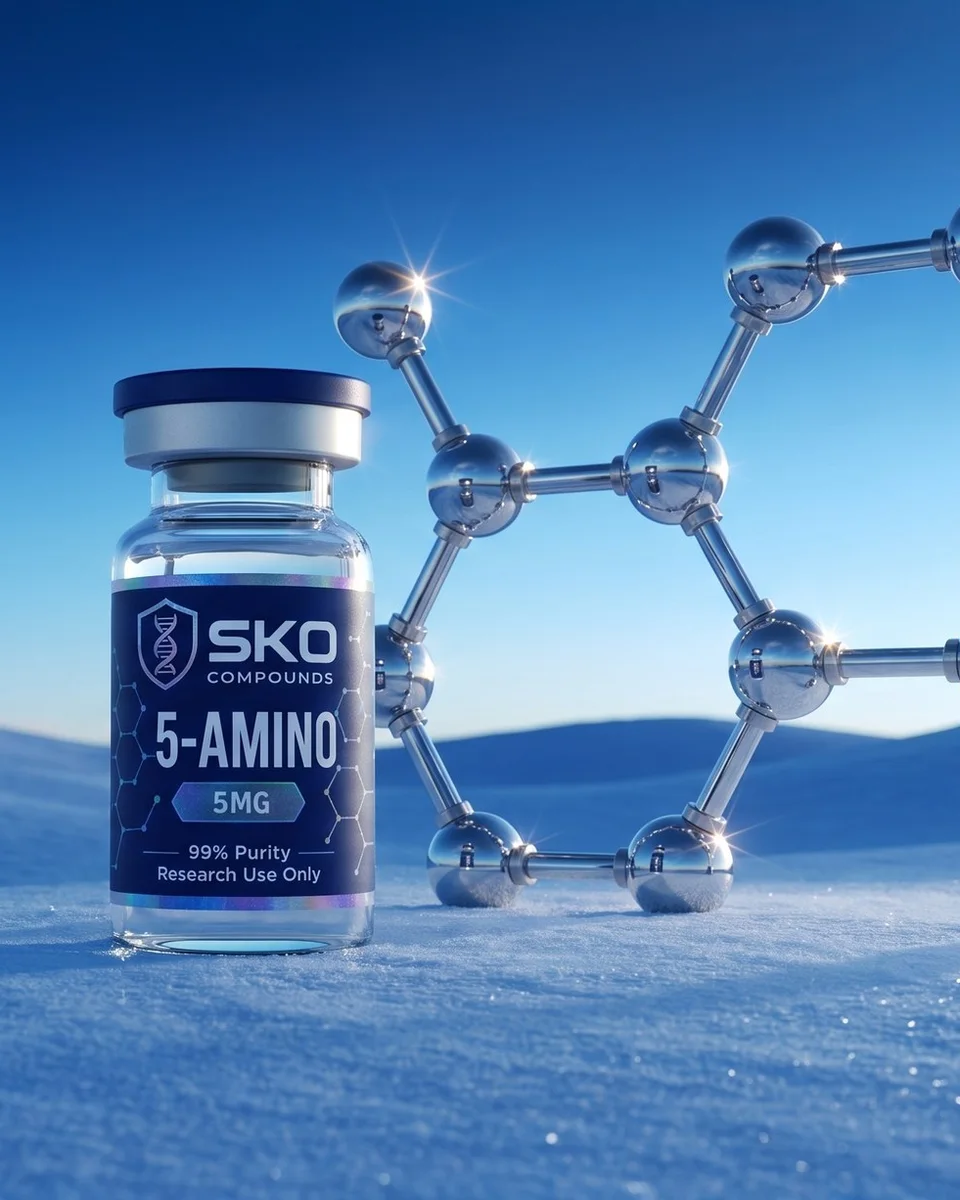 SKO
COMPOUNDS
5-AMINO
5MG
99% Purity
Research Use Only